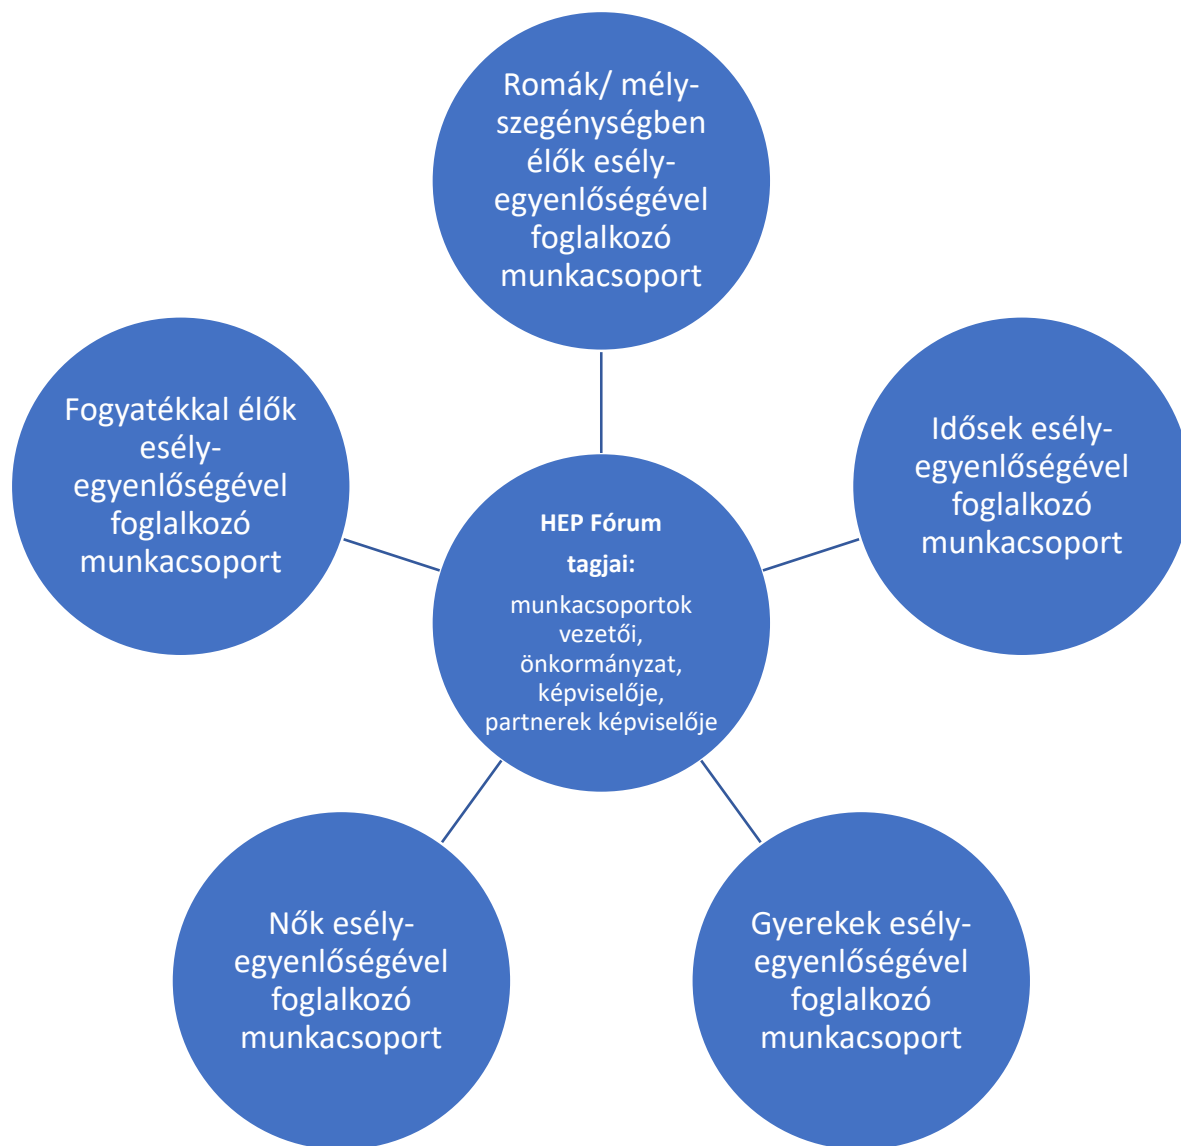 Romák/ mély-
szegénységben
élők esély-
egyenlőségével
foglalkozó
munkacsoport
Fogyatékkal élők
esély-
egyenlőségével
foglalkozó
munkacsoport
Idősek esély-
egyenlőségével
foglalkozó
munkacsoport
HEP Fórum
tagjai:
munkacsoportok
vezetői,
önkormányzat,
képviselője,
partnerek képviselője
Nők esély-
egyenlőségével
foglalkozó
munkacsoport
Gyerekek esély-
egyenlőségével
foglalkozó
munkacsoport